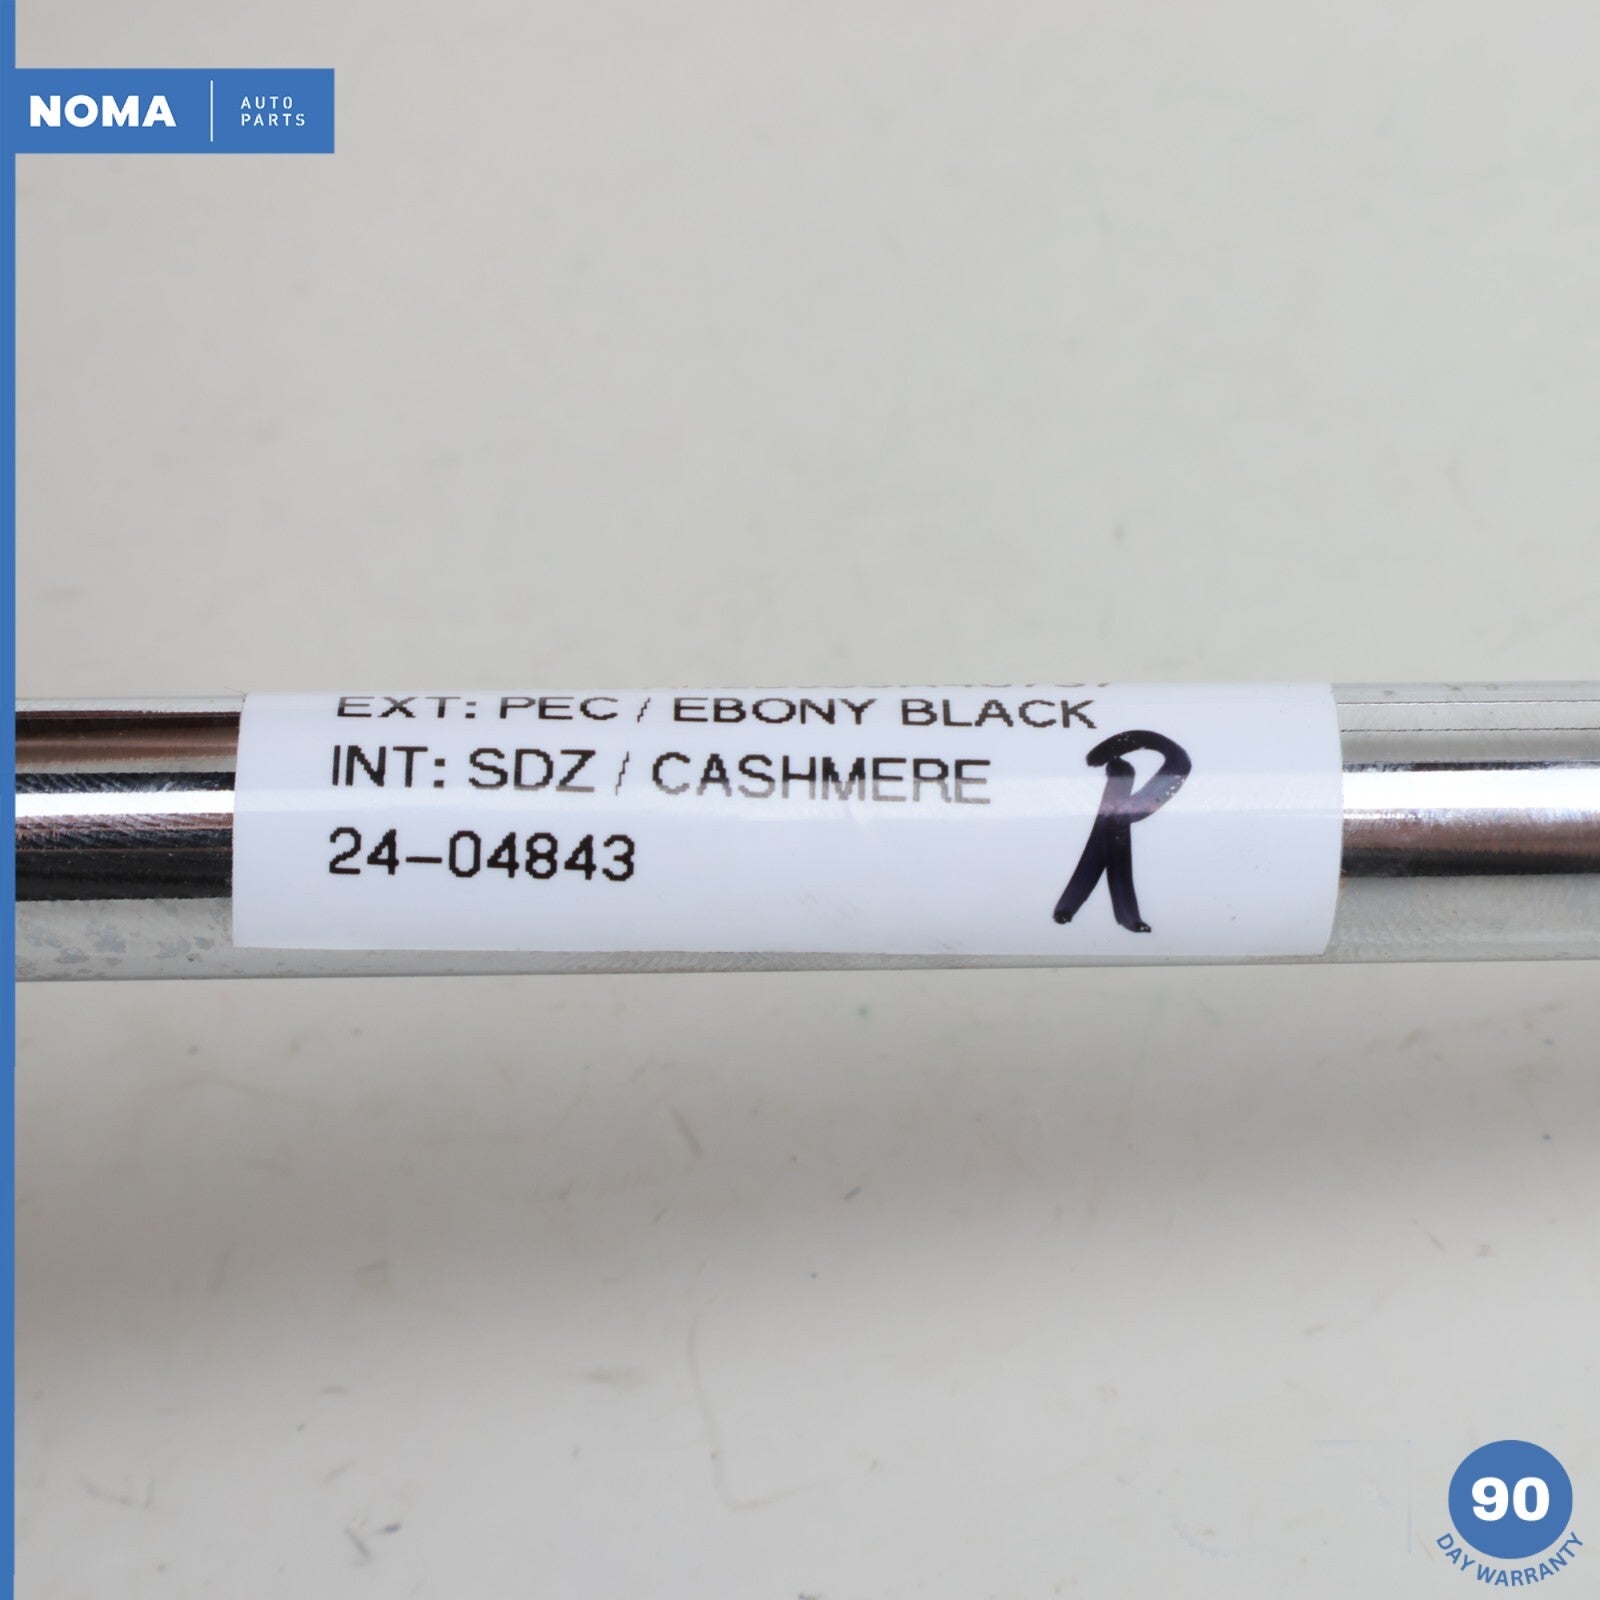 NOMA
AUTO
PARTS
EXT: PEC / EBONY BLACK
INT: SDZ / CASHMERE
24-04843
R
90
DAY WARRANTY